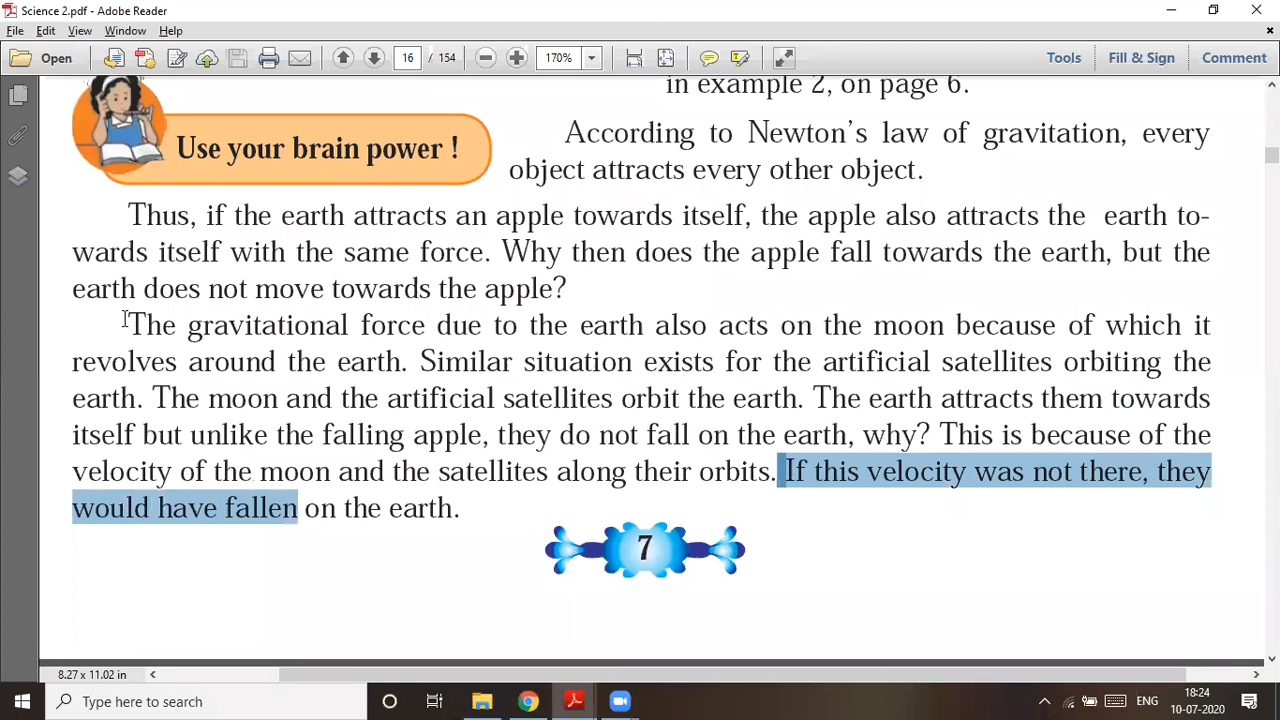 Science 2.pdf - Adobe Reader
File Edit View Window Help
Open 16 / 154 170% Tools Fill & Sign Comment
in example 2, on page 6.
Use your brain power !
According to Newton's law of gravitation, every
object attracts every other object.
Thus, if the earth attracts an apple towards itself, the apple also attracts the earth to-
wards itself with the same force. Why then does the apple fall towards the earth, but the
earth does not move towards the apple?
The gravitational force due to the earth also acts on the moon because of which it
revolves around the earth. Similar situation exists for the artificial satellites orbiting the
earth. The moon and the artificial satellites orbit the earth. The earth attracts them towards
itself but unlike the falling apple, they do not fall on the earth, why? This is because of the
velocity of the moon and the satellites along their orbits. If this velocity was not there, they
would have fallen on the earth.
7
8.27 x 11.02 in
Type here to search
ENG
18:24
10-07-2020